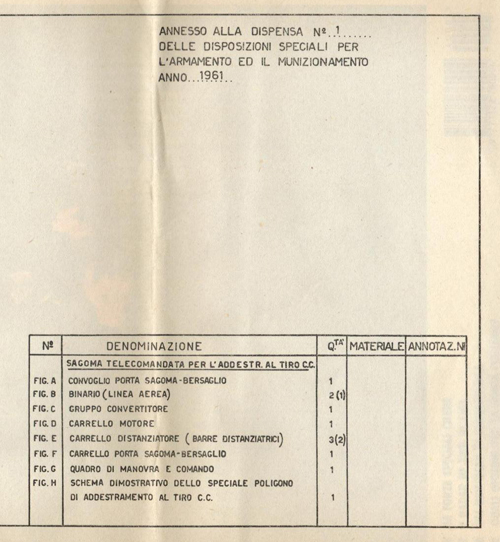 ANNESSO ALLA DISPENSA Nº..1......
DELLE DISPOSIZIONI SPECIALI PER
L'ARMAMENTO ED IL MUNIZIONAMENTO
ANNO...1961..
Nº DENOMINAZIONE Q.TA' MATERIALE ANNOTAZ.NI
SAGOMA TELECOMANDATA PER L'ADDESTR. AL TIRO C.C.
FIG. A CONVOGLIO PORTA SAGOMA-BERSAGLIO 1
FIG. B BINARIO (LINEA AEREA) 2 (1)
FIG. C GRUPPO CONVERTITORE 1
FIG. D CARRELLO MOTORE 1
FIG. E CARRELLO DISTANZIATORE ( BARRE DISTANZIATRICI) 3(2)
FIG. F CARRELLO PORTA SAGOMA-BERSAGLIO 1
FIG. G QUADRO DI MANOVRA E COMANDO 1
FIG. H SCHEMA DIMOSTRATIVO DELLO SPECIALE POLIGONO
DI ADDESTRAMENTO AL TIRO C.C. 1